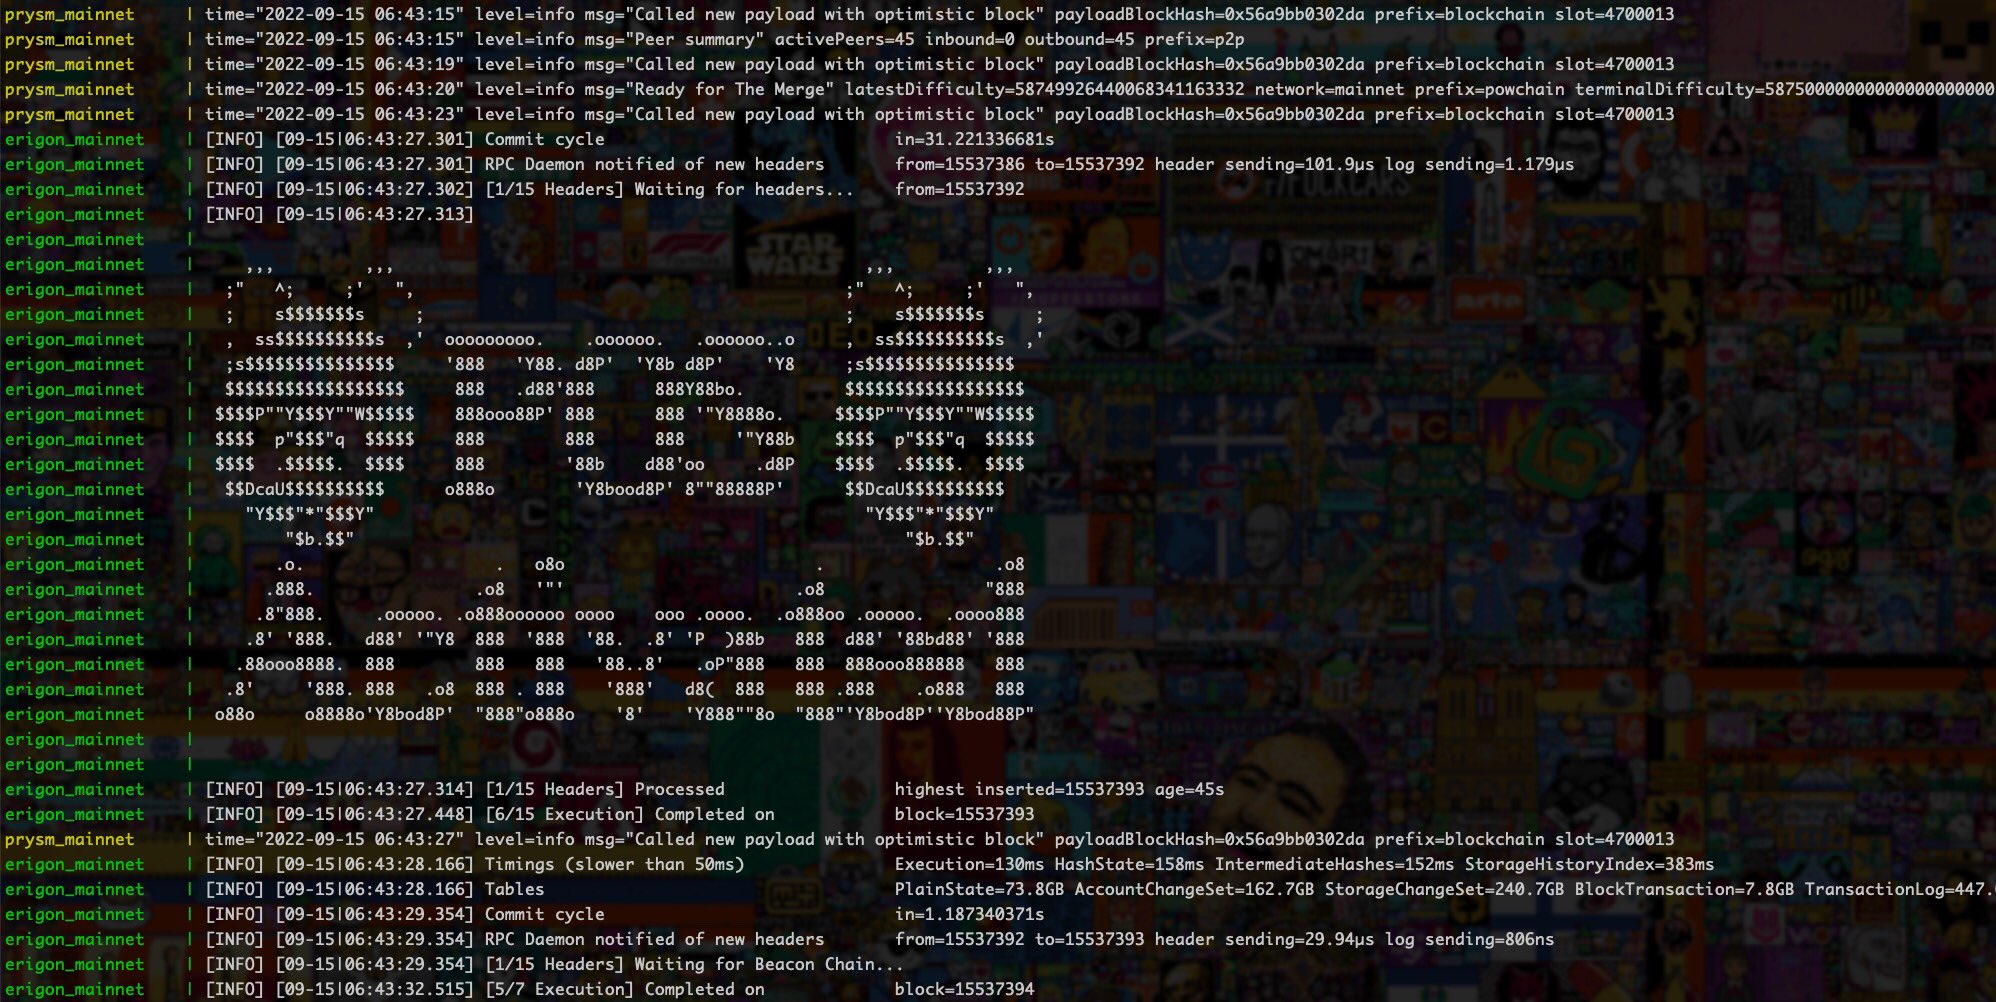 prysm_mainnet | time="2022-09-15 06:43:15" level=info msg="Called new payload with optimistic block" payloadBlockHash=0x56a9bb0302da prefix=blockchain slot=4700013
prysm_mainnet | time="2022-09-15 06:43:15" level=info msg="Peer summary" activePeers=45 inbound=0 outbound=45 prefix=p2p
prysm_mainnet | time="2022-09-15 06:43:19" level=info msg="Called new payload with optimistic block" payloadBlockHash=0x56a9bb0302da prefix=blockchain slot=4700013
prysm_mainnet | time="2022-09-15 06:43:20" level=info msg="Ready for The Merge" latestDifficulty=58749926440068341163332 network=mainnet prefix=powchain terminalDifficulty=58750000000000000000000
prysm_mainnet | time="2022-09-15 06:43:23" level=info msg="Called new payload with optimistic block" payloadBlockHash=0x56a9bb0302da prefix=blockchain slot=4700013
erigon_mainnet | [INFO] [09-15|06:43:27.301] Commit cycle                             in=31.221336681s
erigon_mainnet | [INFO] [09-15|06:43:27.301] RPC Daemon notified of new headers       from=15537386 to=15537392 header sending=101.9µs log sending=1.179µs
erigon_mainnet | [INFO] [09-15|06:43:27.302] [1/15 Headers] Waiting for headers...    from=15537392
erigon_mainnet | [INFO] [09-15|06:43:27.313]
erigon_mainnet |
erigon_mainnet |     ,,,         ,,,                                               ,,,         ,,,
erigon_mainnet |   ;"   ^;     ;'   ",                                           ;"   ^;     ;'   ",
erigon_mainnet |   ;    s$$$$$$$s     ;                                          ;    s$$$$$$$s     ;
erigon_mainnet |   ,  ss$$$$$$$$$$s  ,'  ooooooooo.    .oooooo.   .oooooo..o     ,  ss$$$$$$$$$$s  ,'
erigon_mainnet |   ;s$$$$$$$$$$$$$$$     '888   'Y88. d8P'  'Y8b d8P'    'Y8     ;s$$$$$$$$$$$$$$$
erigon_mainnet |   $$$$$$$$$$$$$$$$$$     888   .d88'888      888Y88bo.          $$$$$$$$$$$$$$$$$$
erigon_mainnet |  $$$$P""Y$$$Y""W$$$$$    888ooo88P' 888      888 '"Y8888o.     $$$$P""Y$$$Y""W$$$$$
erigon_mainnet |  $$$$  p"$$$"q  $$$$$    888        888      888     '"Y88b    $$$$  p"$$$"q  $$$$$
erigon_mainnet |  $$$$  .$$$$$.  $$$$     888        '88b    d88'oo     .d8P    $$$$  .$$$$$.  $$$$
erigon_mainnet |   $$DcaU$$$$$$$$$$      o888o        'Y8bood8P' 8""88888P'      $$DcaU$$$$$$$$$$
erigon_mainnet |     "Y$$$"*"$$$Y"                                                 "Y$$$"*"$$$Y"
erigon_mainnet |         "$b.$$"                                                       "$b.$$"
erigon_mainnet |        .o.                   .   o8o                         .                 .o8
erigon_mainnet |       .888.                .o8   '"'                       .o8                "888
erigon_mainnet |      .8"888.     .ooooo. .o888oooooo oooo    ooo .oooo.  .o888oo .ooooo.  .oooo888
erigon_mainnet |     .8' '888.   d88' '"Y8  888  '888  '88.  .8' 'P  )88b   888  d88' '88bd88' '888
erigon_mainnet |    .88ooo8888.  888        888   888   '88..8'   .oP"888   888  888ooo888888   888
erigon_mainnet |   .8'     '888. 888   .o8  888 . 888    '888'   d8(  888   888 .888    .o888   888
erigon_mainnet |  o88o     o8888o'Y8bod8P'  "888"o888o    '8'    'Y888""8o  "888"'Y8bod8P''Y8bod88P"
erigon_mainnet |
erigon_mainnet |
erigon_mainnet | [INFO] [09-15|06:43:27.314] [1/15 Headers] Processed                 highest inserted=15537393 age=45s
erigon_mainnet | [INFO] [09-15|06:43:27.448] [6/15 Execution] Completed on            block=15537393
prysm_mainnet | time="2022-09-15 06:43:27" level=info msg="Called new payload with optimistic block" payloadBlockHash=0x56a9bb0302da prefix=blockchain slot=4700013
erigon_mainnet | [INFO] [09-15|06:43:28.166] Timings (slower than 50ms)               Execution=130ms HashState=158ms IntermediateHashes=152ms StorageHistoryIndex=383ms
erigon_mainnet | [INFO] [09-15|06:43:28.166] Tables                                   PlainState=73.8GB AccountChangeSet=162.7GB StorageChangeSet=240.7GB BlockTransaction=7.8GB TransactionLog=447.
erigon_mainnet | [INFO] [09-15|06:43:29.354] Commit cycle                             in=1.187340371s
erigon_mainnet | [INFO] [09-15|06:43:29.354] RPC Daemon notified of new headers       from=15537392 to=15537393 header sending=29.94µs log sending=806ns
erigon_mainnet | [INFO] [09-15|06:43:29.354] [1/15 Headers] Waiting for Beacon Chain...
erigon_mainnet | [INFO] [09-15|06:43:32.515] [5/7 Execution] Completed on             block=15537394
STAR
WARS